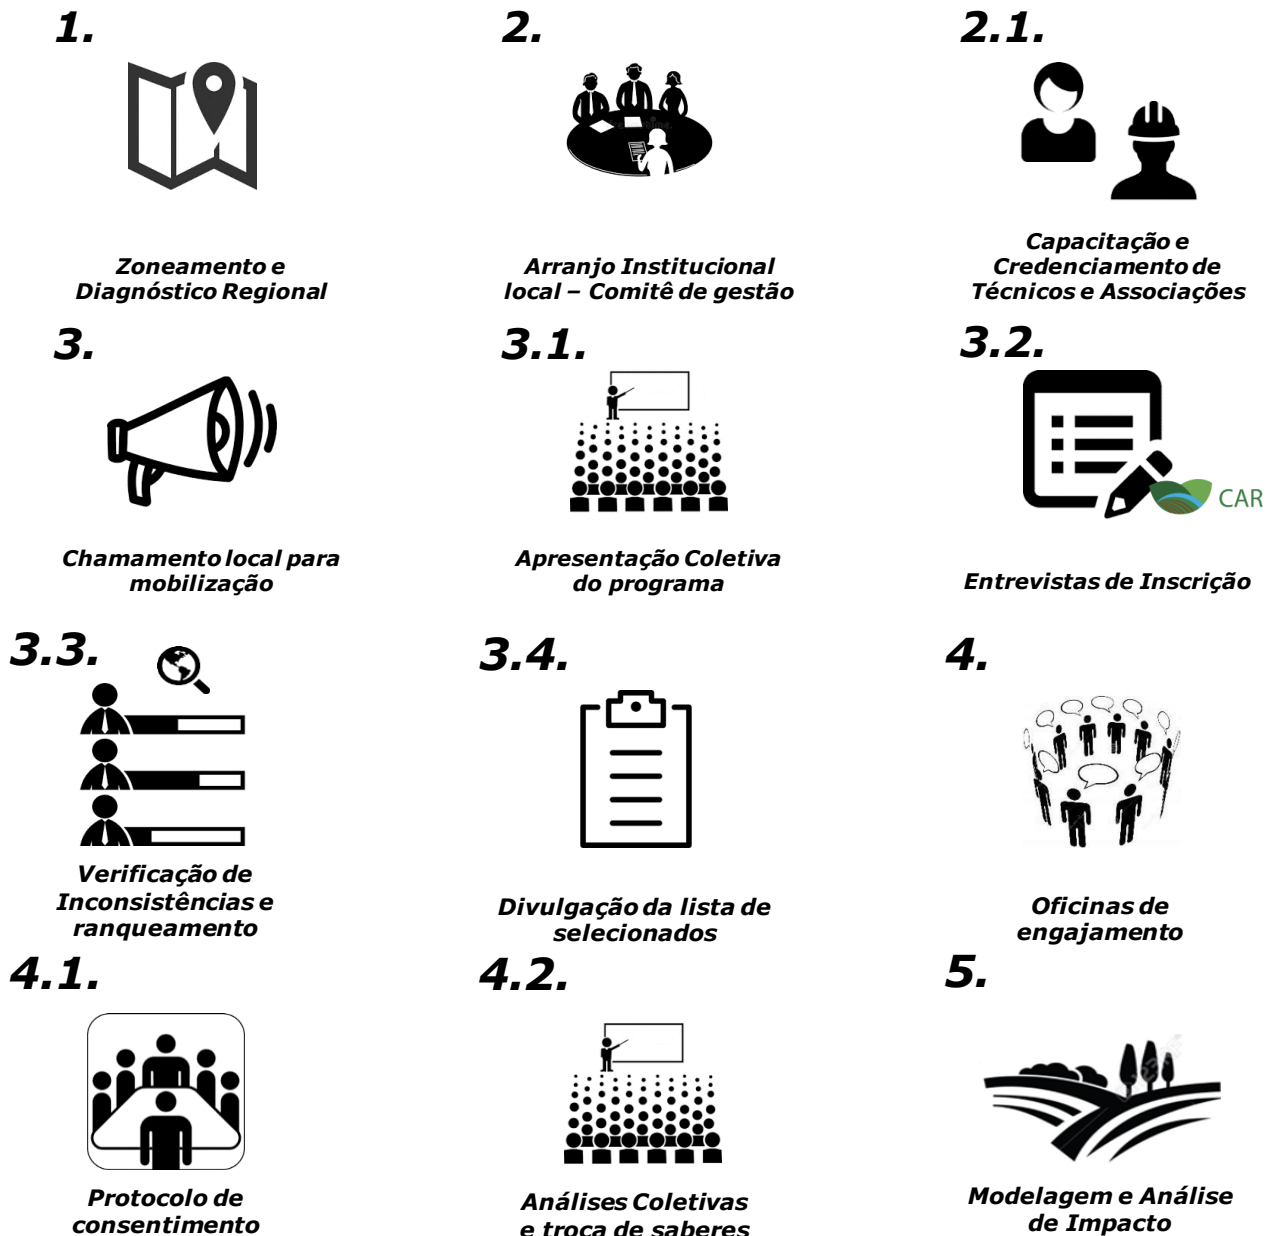 1.
Zoneamento e
Diagnóstico Regional
2.
Arranjo Institucional
local – Comitê de gestão
2.1.
Capacitação e
Credenciamento de
Técnicos e Associações
3.
Chamamento local para
mobilização
3.1.
Apresentação Coletiva
do programa
3.2.
CAR
Entrevistas de Inscrição
3.3.
Verificação de
Inconsistências e
ranqueamento
3.4.
Divulgação da lista de
selecionados
4.
Oficinas de
engajamento
4.1.
Protocolo de
consentimento
4.2.
Análises Coletivas
e troca de saberes
5.
Modelagem e Análise
de Impacto